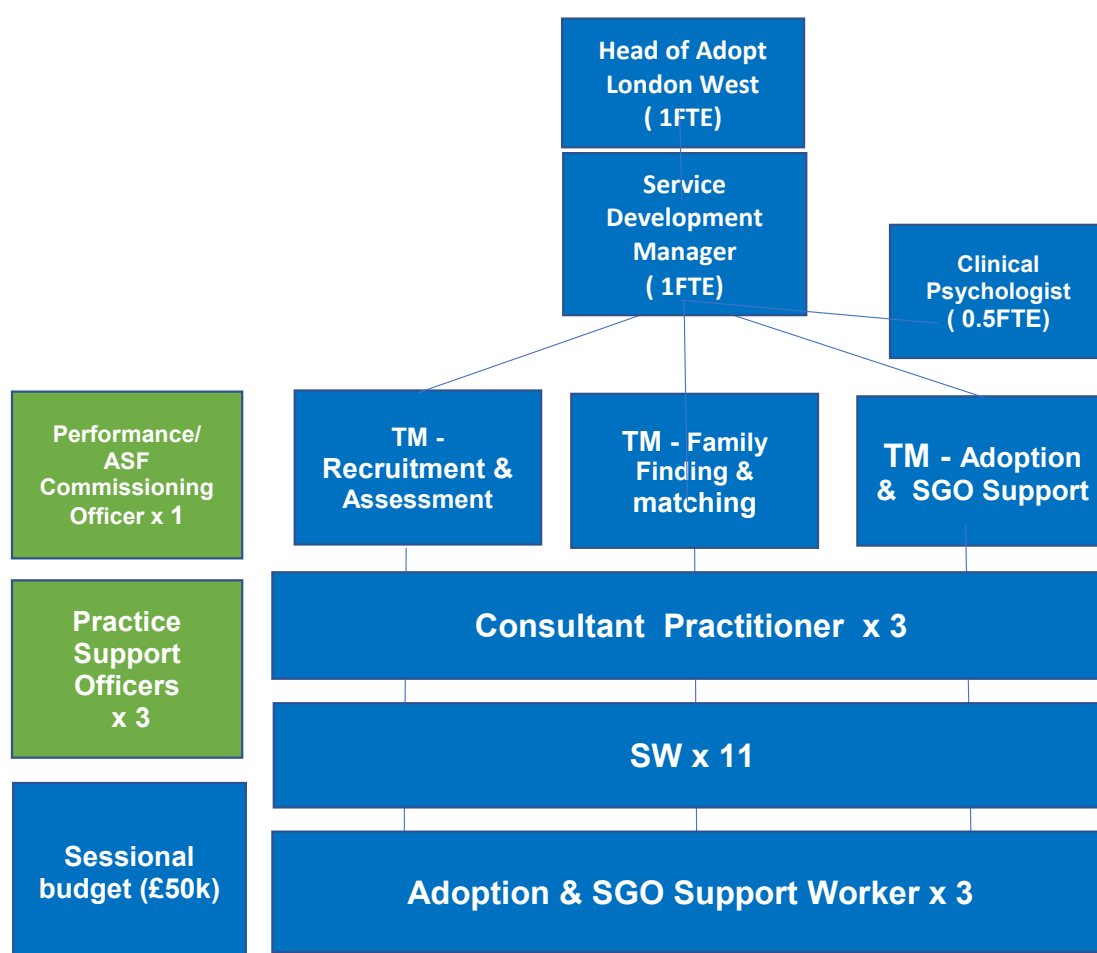 Head of Adopt
London West
( 1FTE)
Service
Development
Manager
( 1FTE)
Clinical
Psychologist
( 0.5FTE)
Performance/
ASF
Commissioning
Officer x 1
TM -
Recruitment &
Assessment
TM - Family
Finding &
matching
TM - Adoption
& SGO Support
Practice
Support
Officers
x 3
Consultant Practitioner x 3
SW x 11
Sessional
budget (£50k)
Adoption & SGO Support Worker x 3